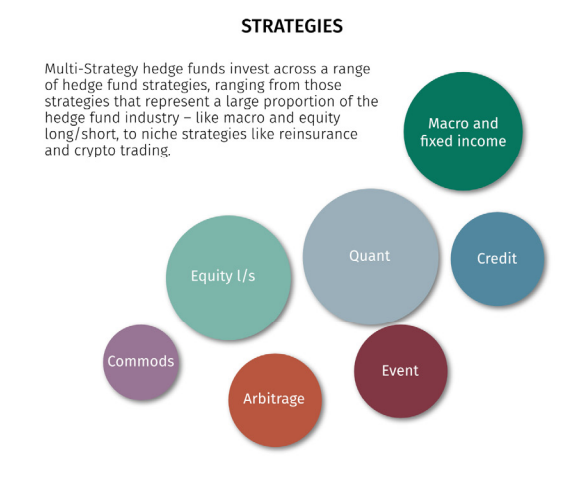 STRATEGIES
Multi-Strategy hedge funds invest across a range
of hedge fund strategies, ranging from those
strategies that represent a large proportion of the
hedge fund industry – like macro and equity
long/short, to niche strategies like reinsurance
and crypto trading.
Macro and
fixed income
Quant
Credit
Equity l/s
Commods
Event
Arbitrage